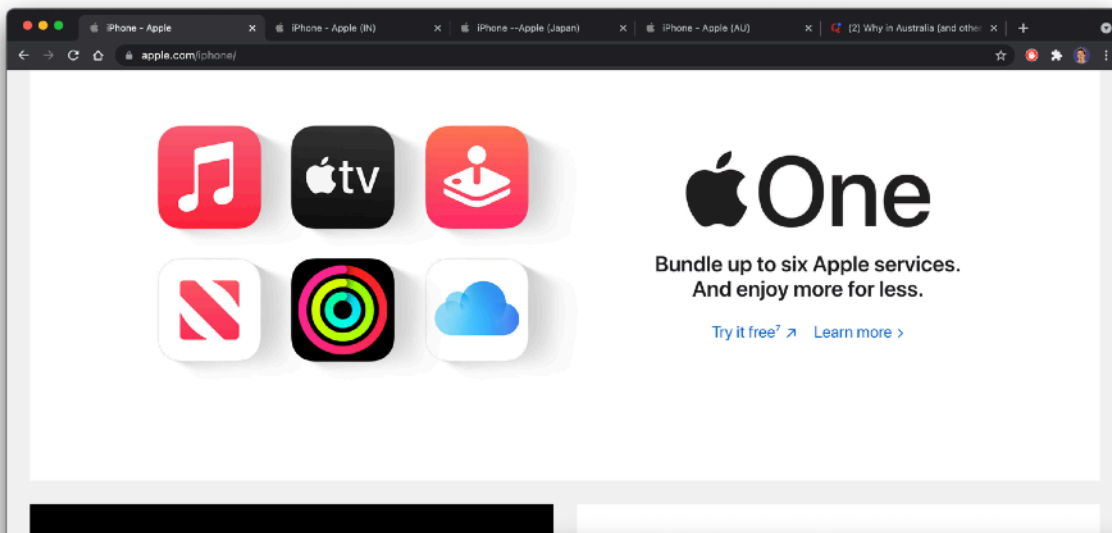 iPhone - Apple
iPhone - Apple (IN)
iPhone --Apple (Japan)
iPhone - Apple (AU)
(2) Why in Australia (and other
apple.com/iphone/
tv
One
Bundle up to six Apple services.
And enjoy more for less.
Try it free7 Learn more